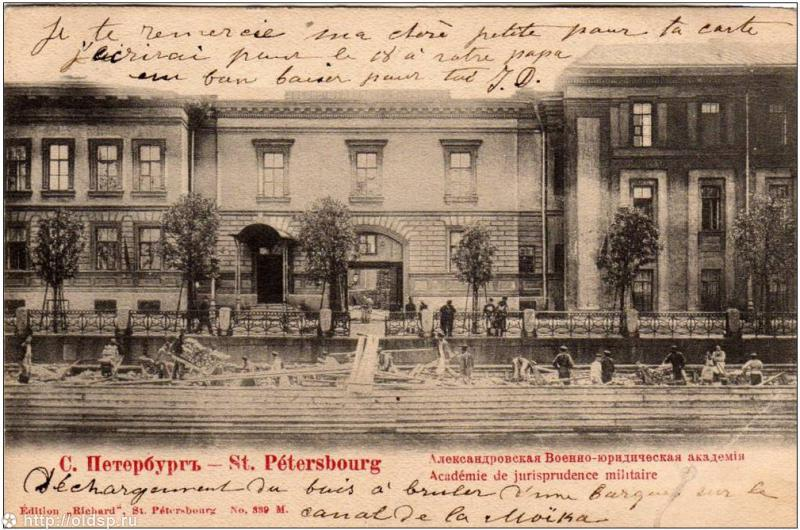 Je te remercie ma chère petite pour ta carte
j'écrirai pour le 18 à votre papa
un bon baiser pour toi J.D.
С. Петербургъ – St. Pétersbourg
Александровская Военно-юридическая академія
Académie de jurisprudence militaire
Déchargement du bois à bruler d'une barque sur le
canal de la Moïka.
Édition „Richard", St. Pétersbourg No. 339 M.
http://oldsp.ru